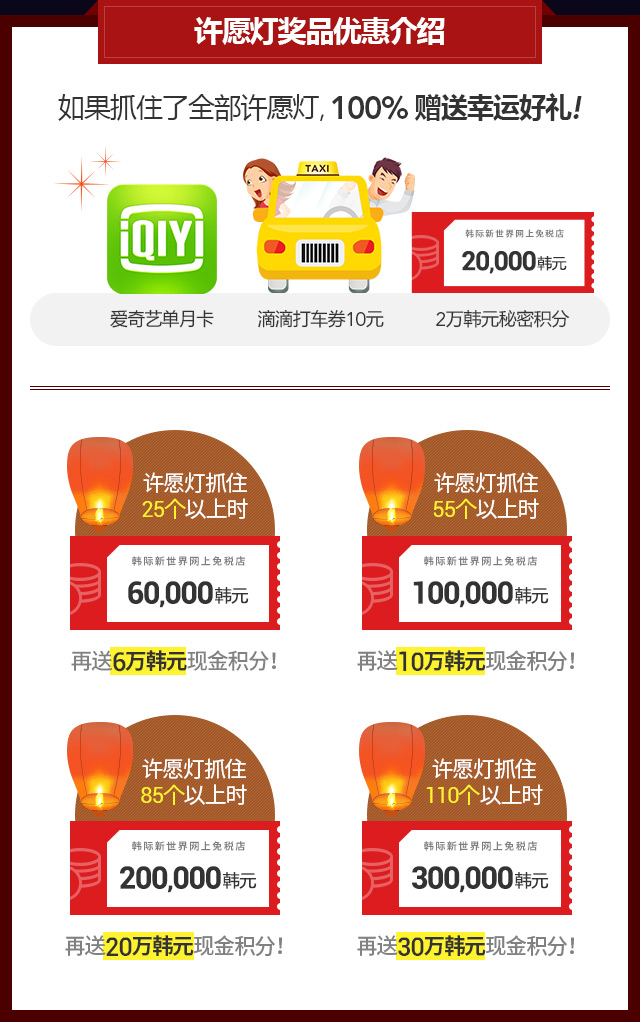 许愿灯奖品优惠介绍
如果抓住了全部许愿灯, 100% 赠送幸运好礼!
iQIYI
TAXI
韩际新世界网上免税店
20,000韩元
爱奇艺单月卡
滴滴打车券10元
2万韩元秘密积分
许愿灯抓住
25个以上时
韩际新世界网上免税店
60,000韩元
再送6万韩元现金积分!
许愿灯抓住
55个以上时
韩际新世界网上免税店
100,000韩元
再送10万韩元现金积分!
许愿灯抓住
85个以上时
韩际新世界网上免税店
200,000韩元
再送20万韩元现金积分!
许愿灯抓住
110个以上时
韩际新世界网上免税店
300,000韩元
再送30万韩元现金积分!